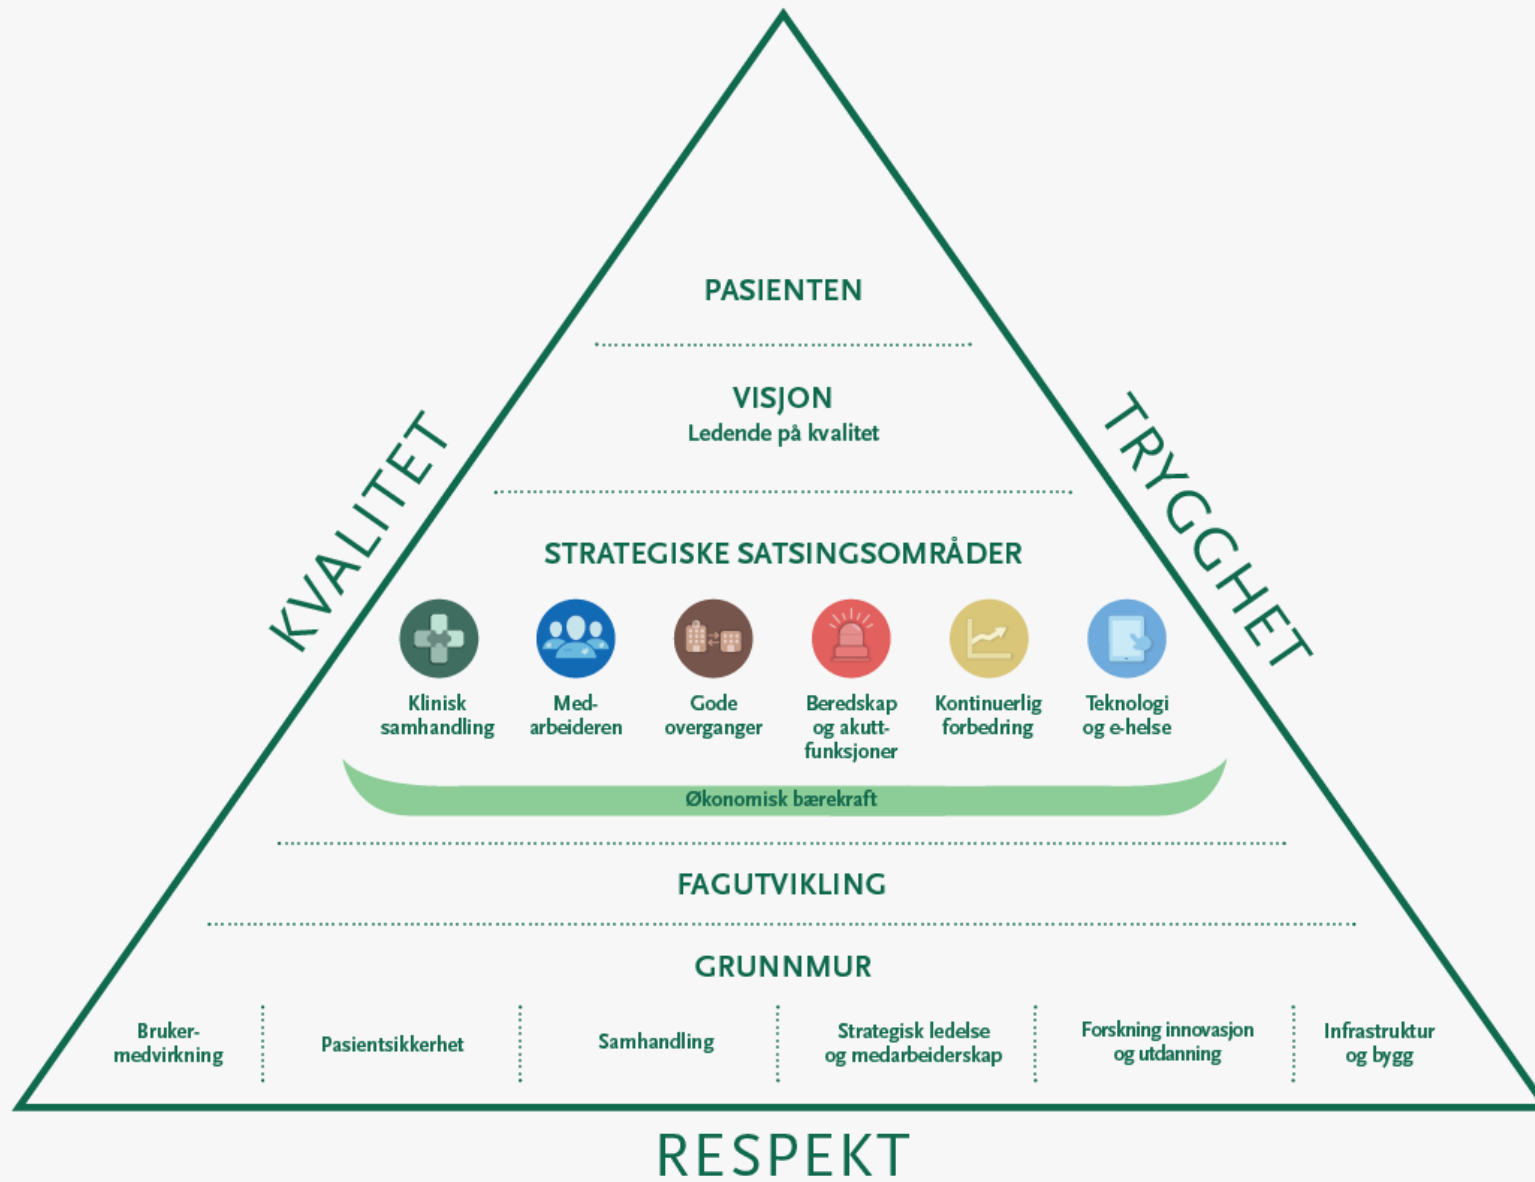 PASIENTEN
VISJON
Ledende på kvalitet
KVALITET
TRYGGHET
STRATEGISKE SATSINGSOMRÅDER
Klinisk
samhandling
Med-
arbeideren
Gode
overganger
Beredskap
og akutt-
funksjoner
Kontinuerlig
forbedring
Teknologi
og e-helse
Økonomisk bærekraft
FAGUTVIKLING
GRUNNMUR
Bruker-
medvirkning
Pasientsikkerhet
Samhandling
Strategisk ledelse
og medarbeiderskap
Forskning innovasjon
og utdanning
Infrastruktur
og bygg
RESPEKT